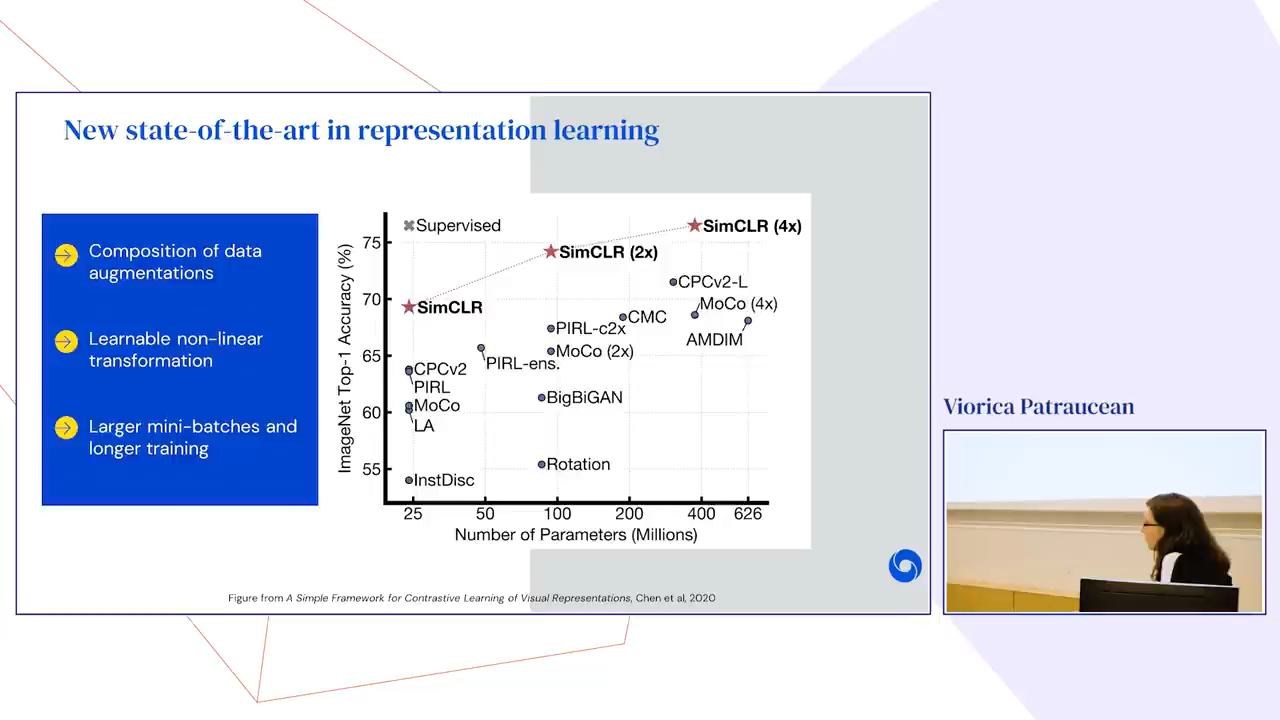 New state-of-the-art in representation learning
Composition of data
augmentations
Learnable non-linear
transformation
Larger mini-batches and
longer training
ImageNet Top-1 Accuracy (%)
75
70
65
60
55
Supervised
SimCLR (4x)
SimCLR (2x)
CPCv2-L
MoCo (4x)
SimCLR
CMC
PIRL-c2x
AMDIM
MoCo (2x)
PIRL-ens.
CPCv2
PIRL
BigBiGAN
MoCo
LA
Rotation
InstDisc
25 50 100 200 400 626
Number of Parameters (Millions)
Figure from A Simple Framework for Contrastive Learning of Visual Representations, Chen et al, 2020
Viorica Patraucean